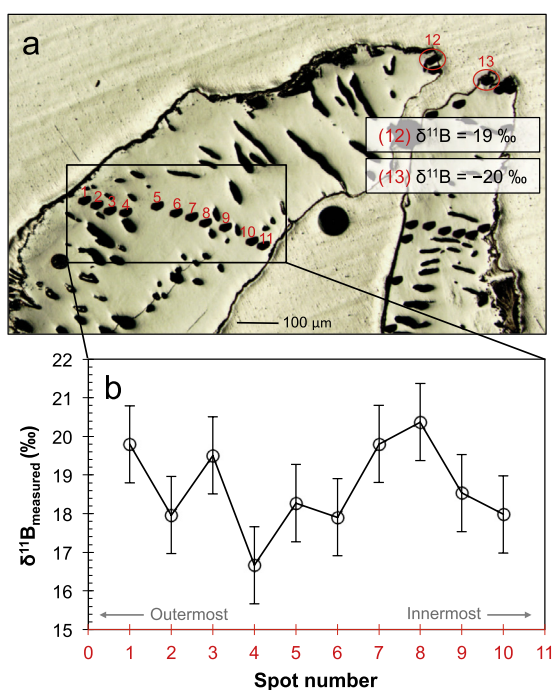 a
12
13
(12) δ¹¹B = 19 ‰
(13) δ¹¹B = −20 ‰
1 2 3 4 5 6 7 8 9 10 11
100 µm
b
22
21
20
19
18
17
16
15
δ¹¹Bmeasured (‰)
Outermost
Innermost
0 1 2 3 4 5 6 7 8 9 10 11
Spot number